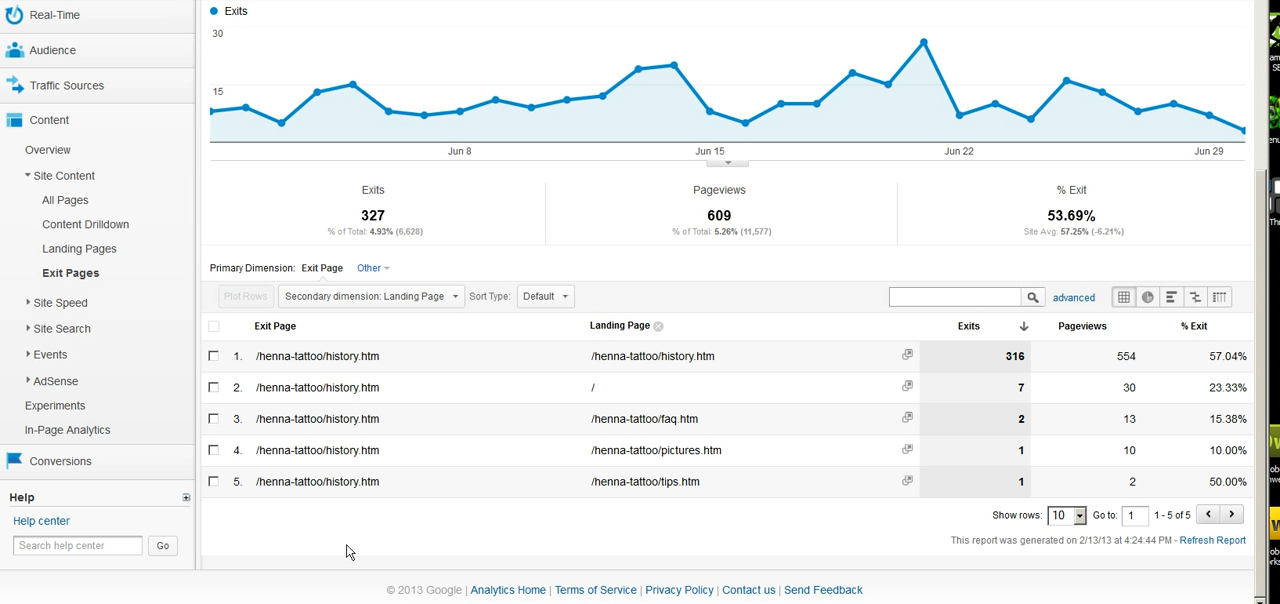 Real-Time
Audience
Traffic Sources
Content
Overview
Site Content
All Pages
Content Drilldown
Landing Pages
Exit Pages
Site Speed
Site Search
Events
AdSense
Experiments
In-Page Analytics
Conversions
Help
Help center
Search help center Go
Exits
30
15
Jun 8 Jun 15 Jun 22 Jun 29
Exits Pageviews % Exit
327 609 53.69%
% of Total: 4.93% (6,628) % of Total: 5.26% (11,577) Site Avg: 57.25% (-6.21%)
Primary Dimension: Exit Page Other
Plot Rows Secondary dimension: Landing Page Sort Type: Default advanced
Exit Page Landing Page Exits Pageviews % Exit
1. /henna-tattoo/history.htm /henna-tattoo/history.htm 316 554 57.04%
2. /henna-tattoo/history.htm / 7 30 23.33%
3. /henna-tattoo/history.htm /henna-tattoo/faq.htm 2 13 15.38%
4. /henna-tattoo/history.htm /henna-tattoo/pictures.htm 1 10 10.00%
5. /henna-tattoo/history.htm /henna-tattoo/tips.htm 1 2 50.00%
Show rows: 10 Go to: 1 1 - 5 of 5
This report was generated on 2/13/13 at 4:24:44 PM - Refresh Report
© 2013 Google | Analytics Home | Terms of Service | Privacy Policy | Contact us | Send Feedback